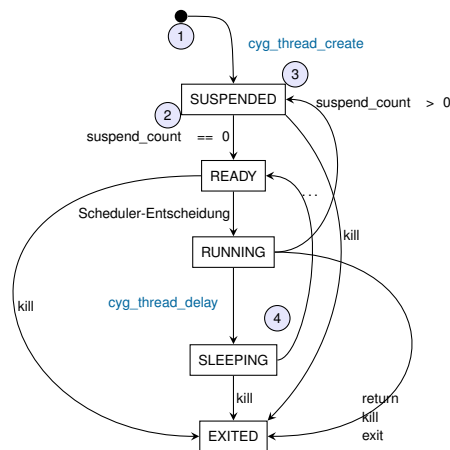 1
cyg_thread_create
3
SUSPENDED
suspend_count > 0
2
suspend_count == 0
READY
...
Scheduler-Entscheidung
RUNNING
kill
cyg_thread_delay
kill
4
SLEEPING
kill
return
kill
exit
EXITED